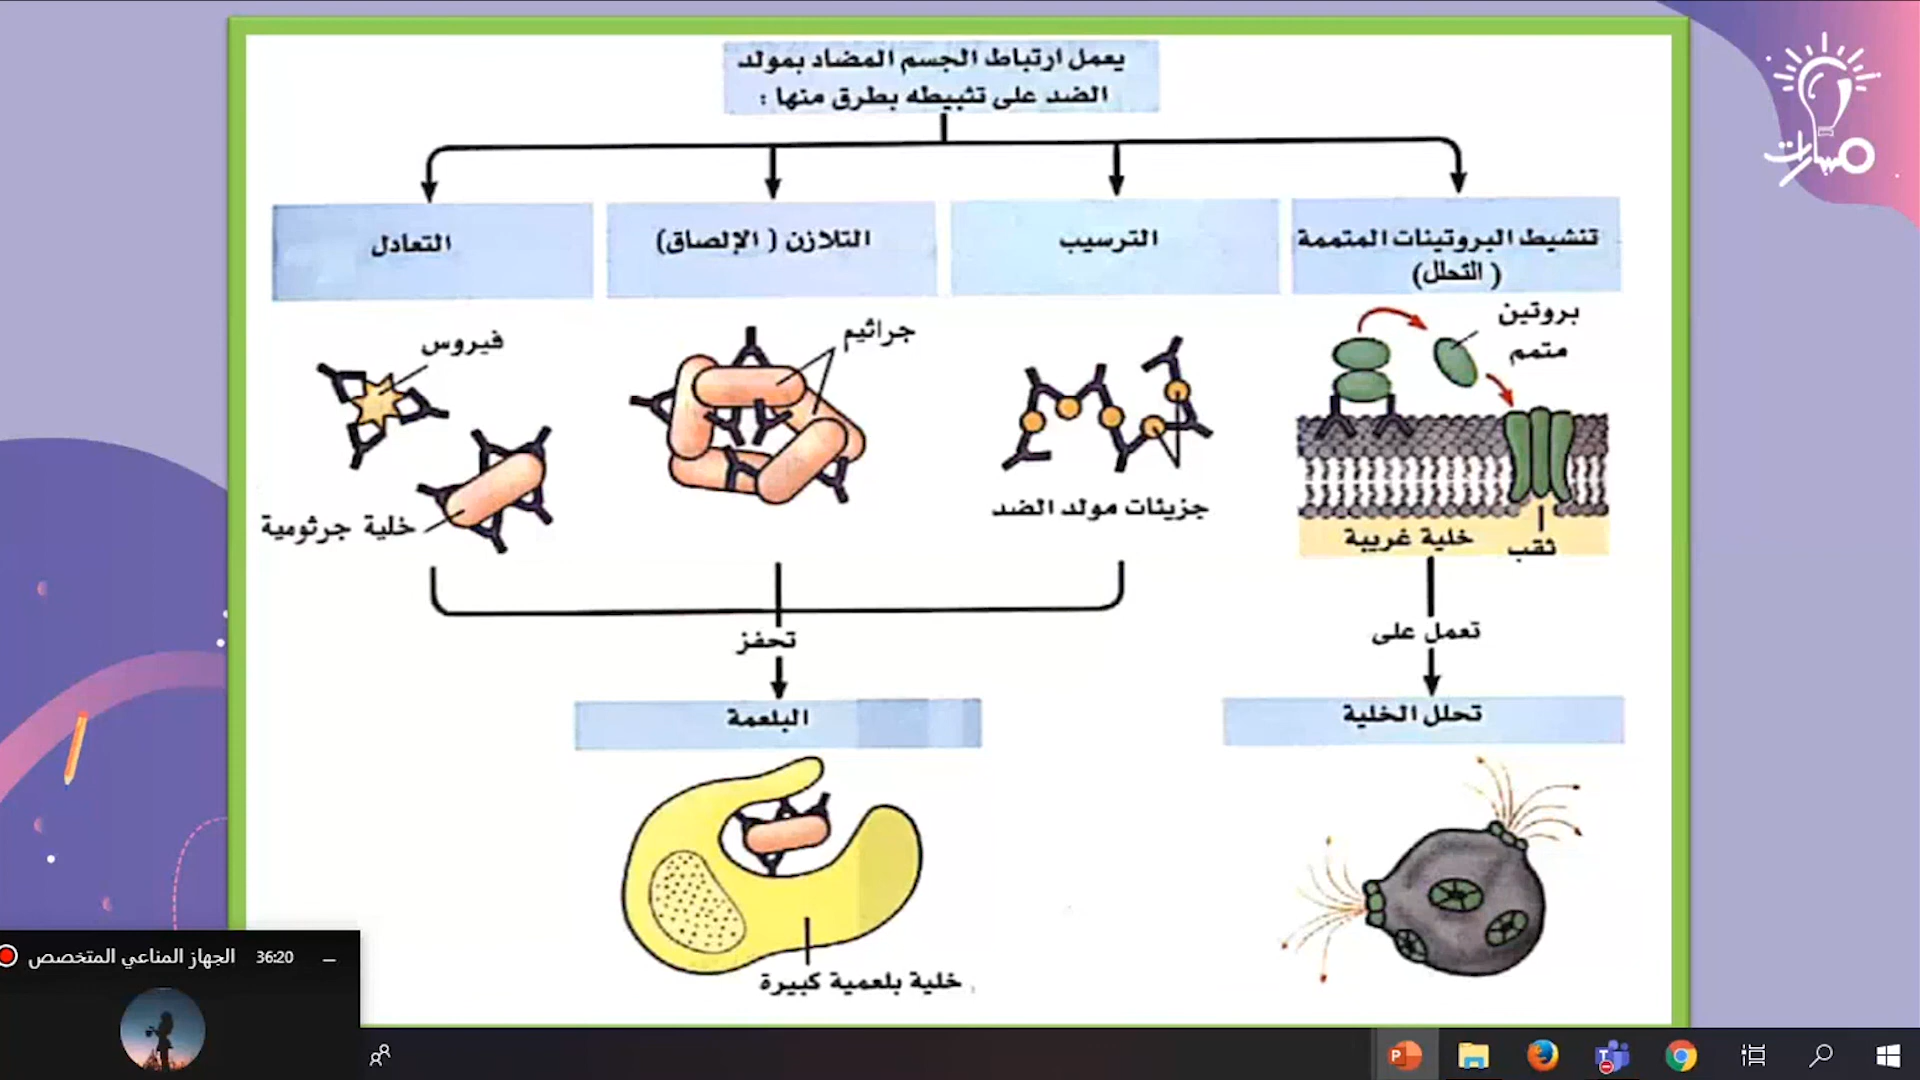 يعمل ارتباط الجسم المضاد بمولد
الضد على تثبيطه بطرق منها :
تنشيط البروتينات المتممة
( التحلل )
الترسيب
التلازن ( الإلصاق )
التعادل
بروتين
متمم
خلية غريبة
ثقب
جزيئات مولد الضد
جراثيم
فيروس
خلية جرثومية
تعمل على
تحلل الخلية
تحفز
البلعمة
خلية بلعمية كبيرة
مهارات
الجهاز المناعي المتخصص
36:20